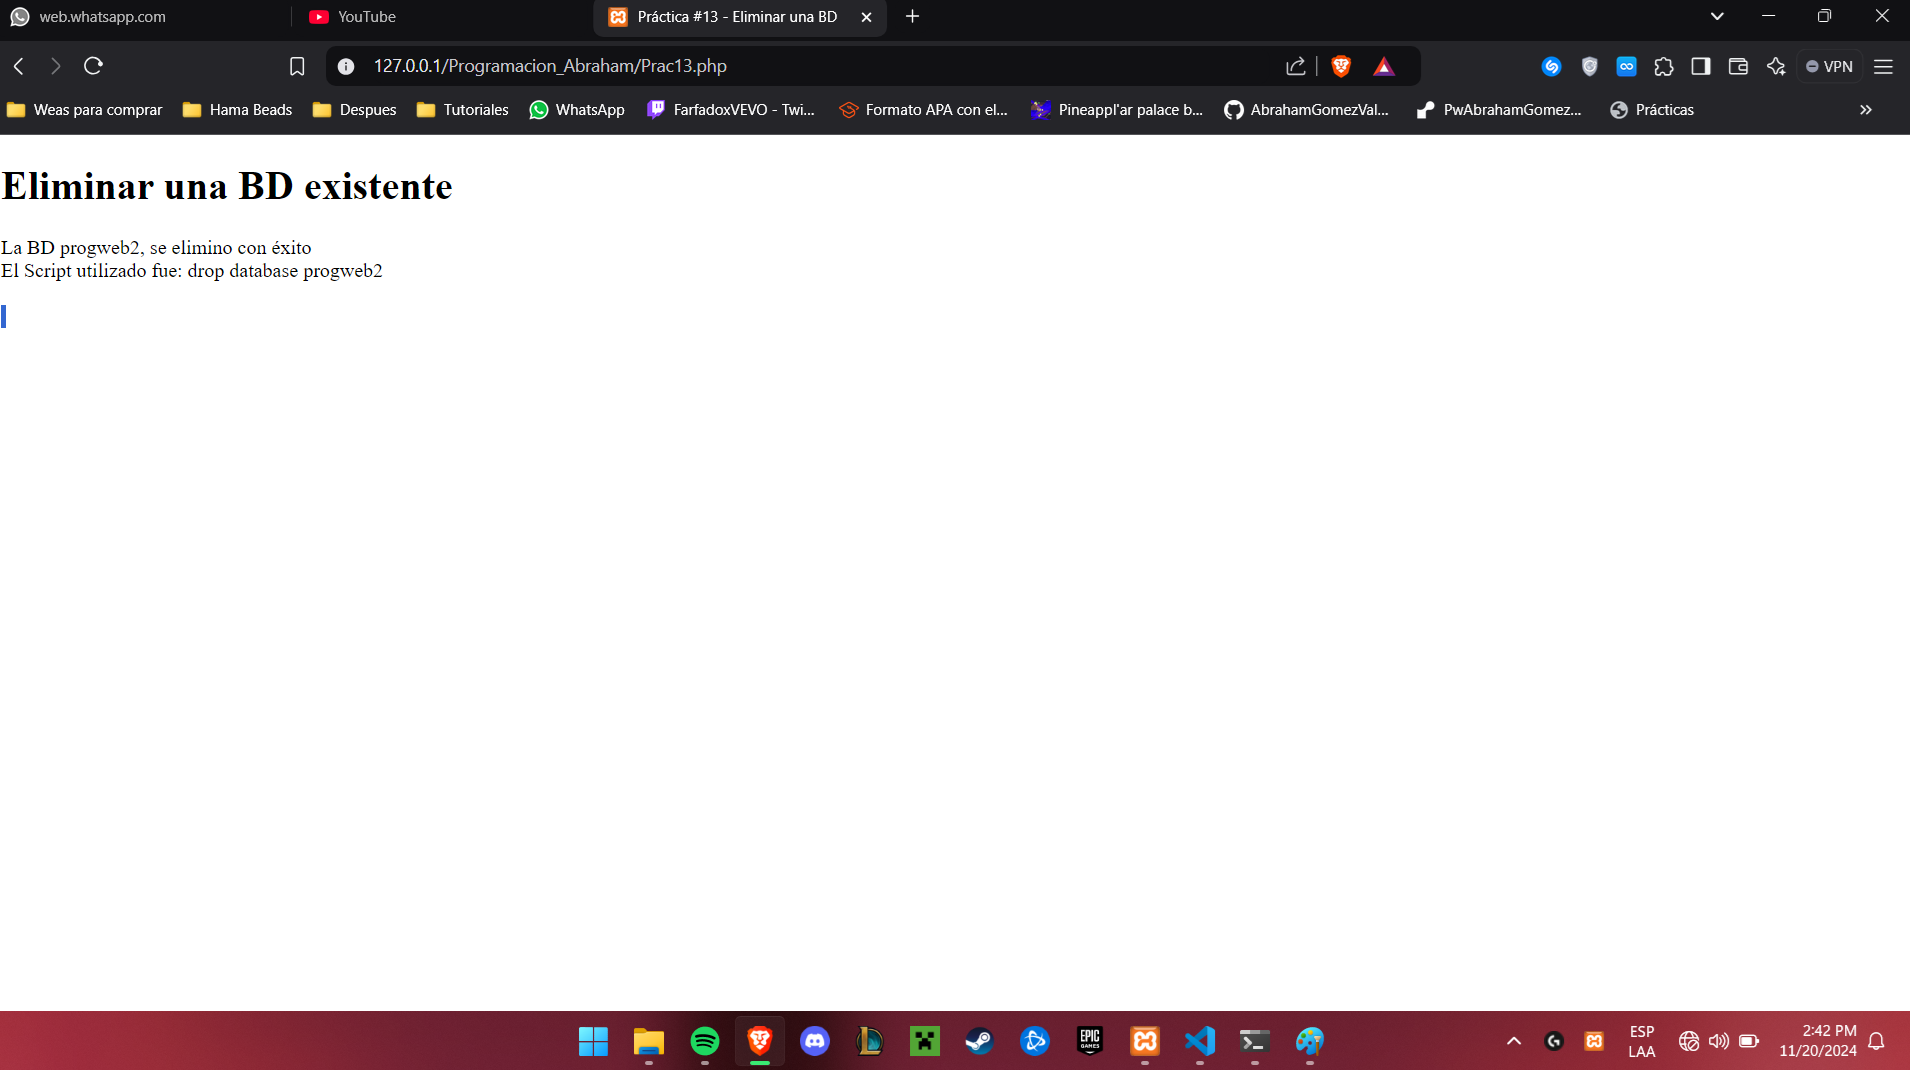 web.whatsapp.com
YouTube
Práctica #13 - Eliminar una BD
127.0.0.1/Programacion_Abraham/Prac13.php
VPN
Weas para comprar
Hama Beads
Despues
Tutoriales
WhatsApp
FarfadoxVEVO - Twi...
Formato APA con el...
Pineappl'ar palace b...
AbrahamGomezVal...
PwAbrahamGomez...
Prácticas
Eliminar una BD existente
La BD progweb2, se elimino con éxito
El Script utilizado fue: drop database progweb2
EPIC
GAMES
ESP
LAA
2:42 PM
11/20/2024